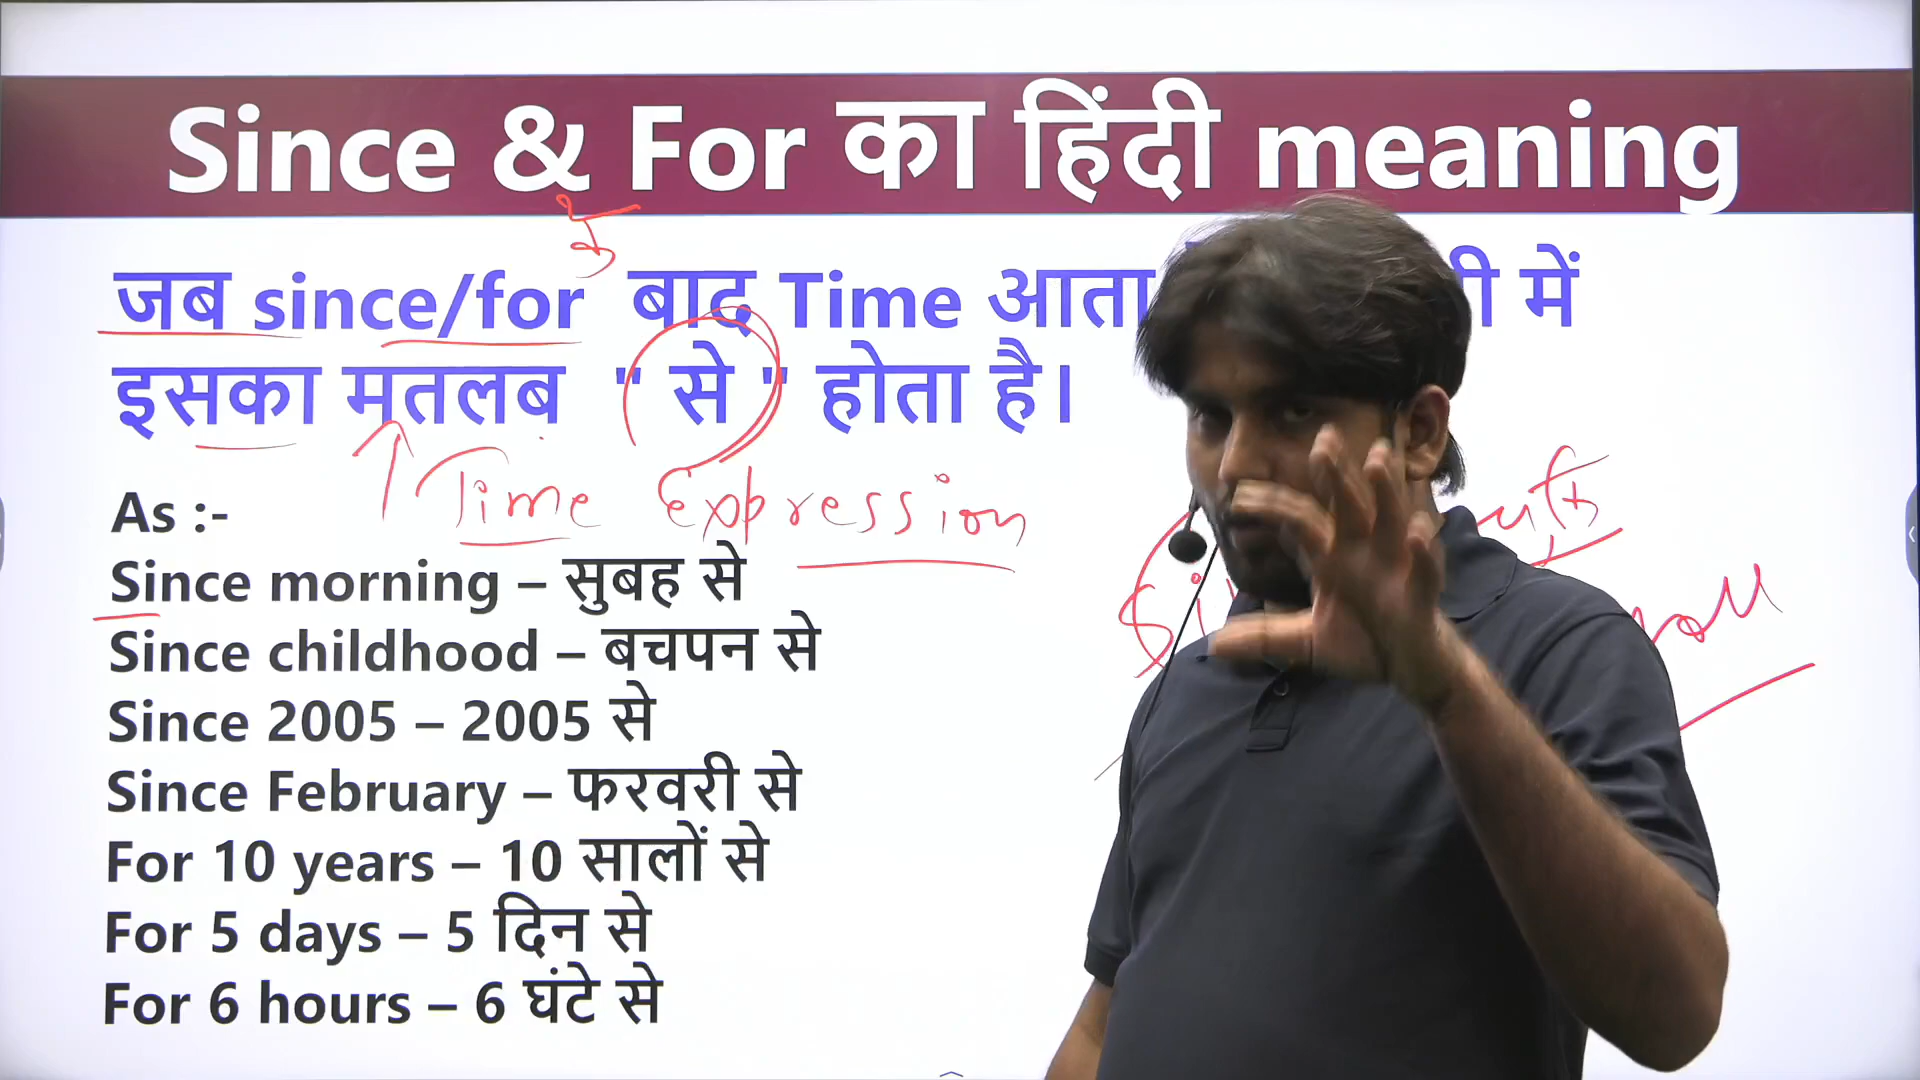 Since & For का हिंदी meaning
के
जब since/for बाद Time आता ी में
इसका मतलब " से " होता है।
Time Expression
As :-
Since morning – सुबह से
Since childhood – बचपन से
Since 2005 – 2005 से
Since February – फरवरी से
For 10 years – 10 सालों से
For 5 days – 5 दिन से
For 6 hours – 6 घंटे से